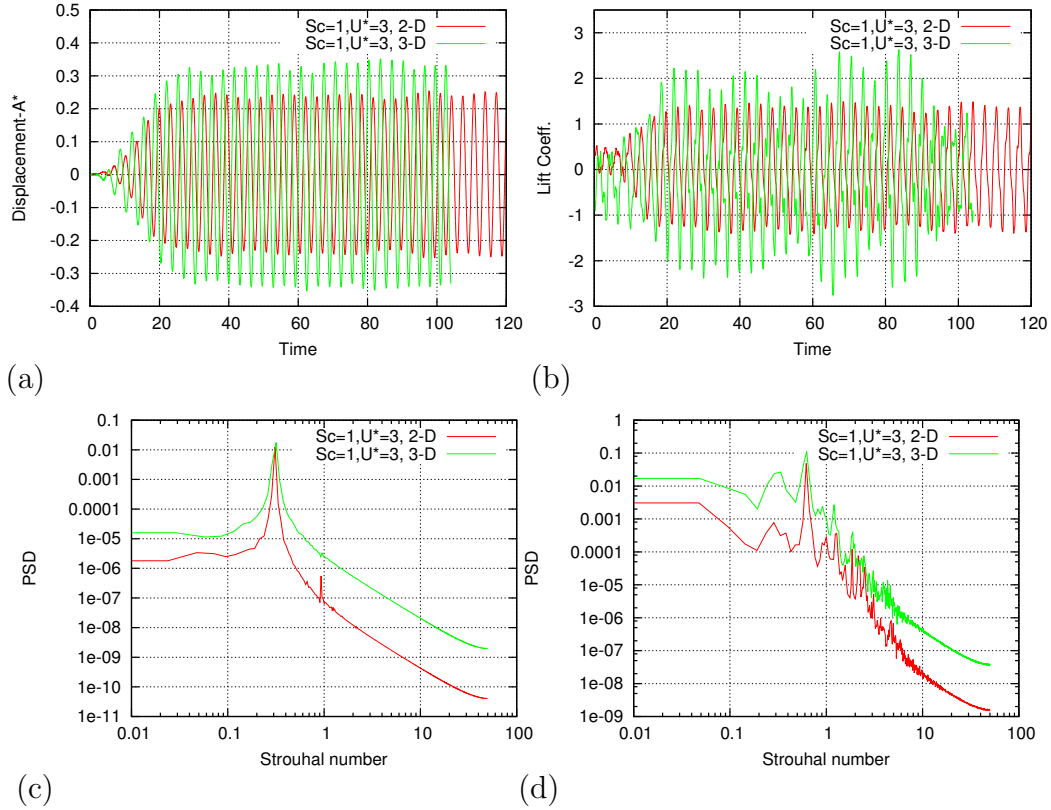 0.5
0.4
0.3
0.2
0.1
0
-0.1
-0.2
-0.3
-0.4
0 20 40 60 80 100 120
Displacement-A*
Time
Sc=1,U*=3, 2-D
Sc=1,U*=3, 3-D
(a)
3
2
1
0
-1
-2
-3
0 20 40 60 80 100 120
Lift Coeff.
Time
Sc=1,U*=3, 2-D
Sc=1,U*=3, 3-D
(b)
0.1
0.01
0.001
0.0001
1e-05
1e-06
1e-07
1e-08
1e-09
1e-10
1e-11
0.01 0.1 1 10 100
PSD
Strouhal number
Sc=1,U*=3, 2-D
Sc=1,U*=3, 3-D
(c)
1
0.1
0.01
0.001
0.0001
1e-05
1e-06
1e-07
1e-08
1e-09
0.01 0.1 1 10 100
PSD
Strouhal number
Sc=1,U*=3, 2-D
Sc=1,U*=3, 3-D
(d)